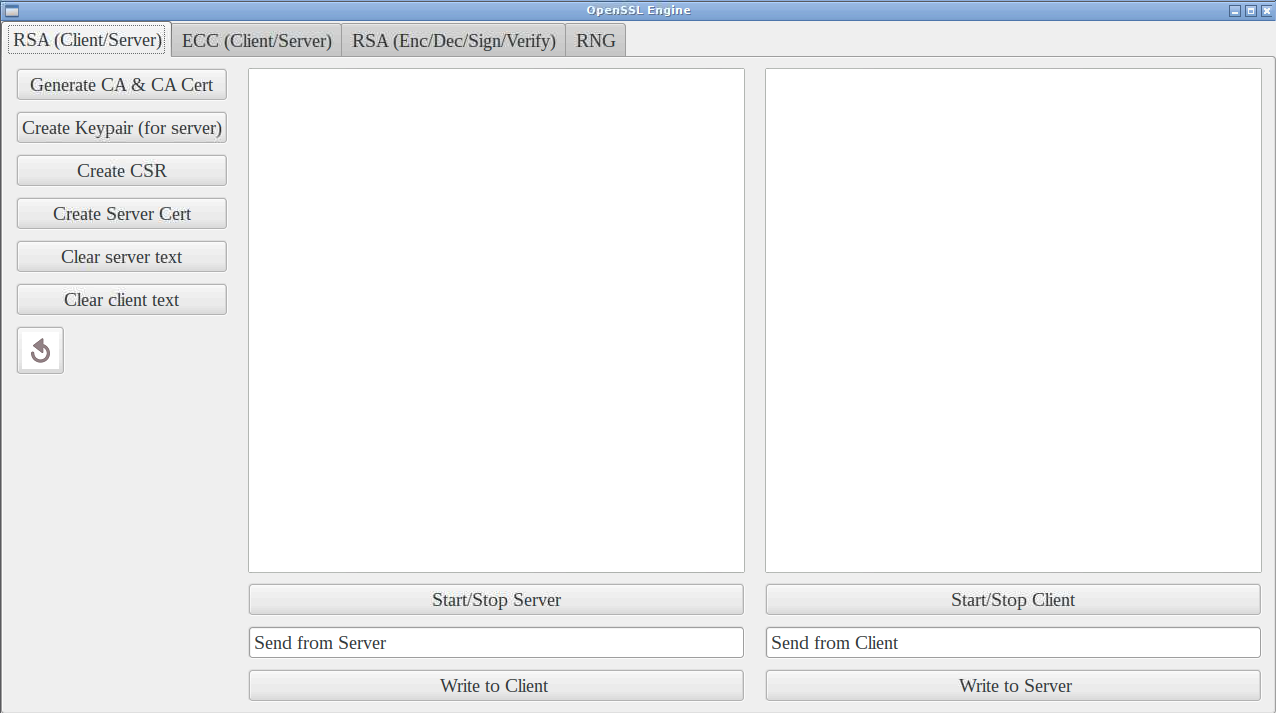 OpenSSL Engine
RSA (Client/Server) ECC (Client/Server) RSA (Enc/Dec/Sign/Verify) RNG
Generate CA & CA Cert
Create Keypair (for server)
Create CSR
Create Server Cert
Clear server text
Clear client text
Start/Stop Server
Send from Server
Write to Client
Start/Stop Client
Send from Client
Write to Server